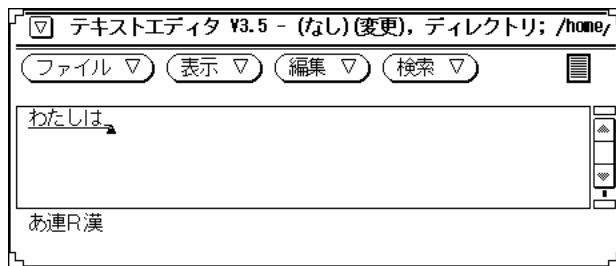 テキストエディタ V3.5 - (なし)(変更), ディレクトリ; /home/
ファイル ▽ 表示 ▽ 編集 ▽ 検索 ▽
わたしは
あ連R漢